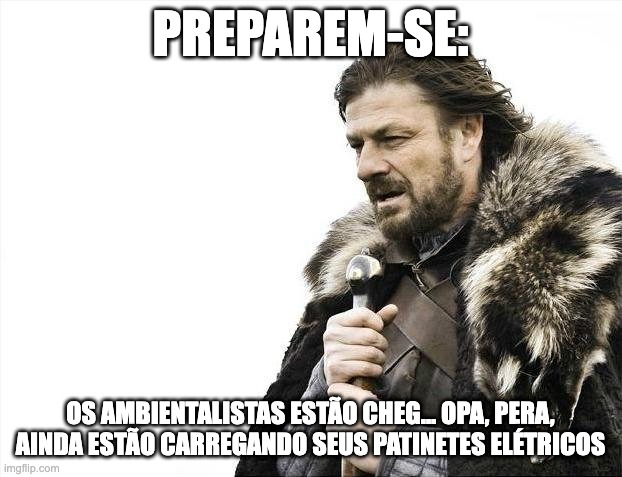 PREPAREM-SE:
OS AMBIENTALISTAS ESTÃO CHEG... OPA, PERA,
AINDA ESTÃO CARREGANDO SEUS PATINETES ELÉTRICOS
imgflip.com